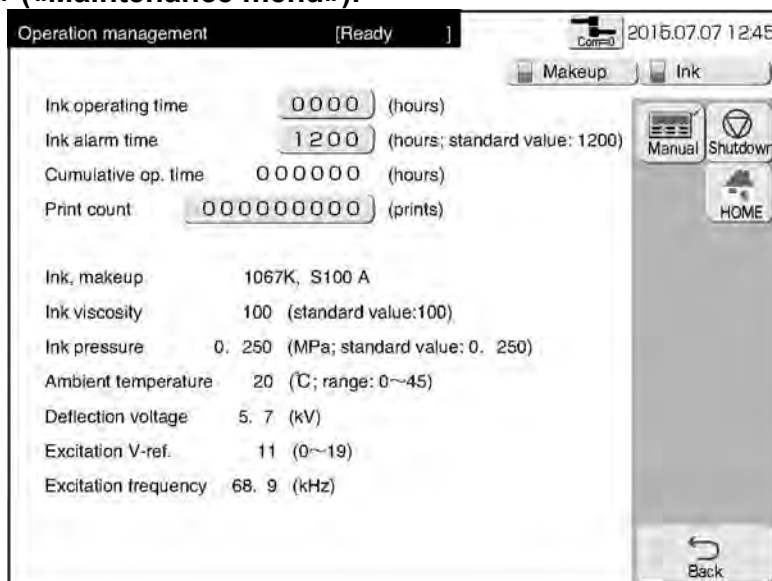 («Maintenance menu»).
Operation management [Ready ] Com=0 2015.07.07 12:45
Makeup Ink
Ink operating time 0000 (hours)
Ink alarm time 1200 (hours; standard value: 1200)
Manual Shutdown
Cumulative op. time 000000 (hours)
Print count 000000000 (prints)
HOME
Ink, makeup 1067K, S100 A
Ink viscosity 100 (standard value:100)
Ink pressure 0. 250 (MPa; standard value: 0. 250)
Ambient temperature 20 (℃; range: 0～45)
Deflection voltage 5. 7 (kV)
Excitation V-ref. 11 (0～19)
Excitation frequency 68. 9 (kHz)
Back